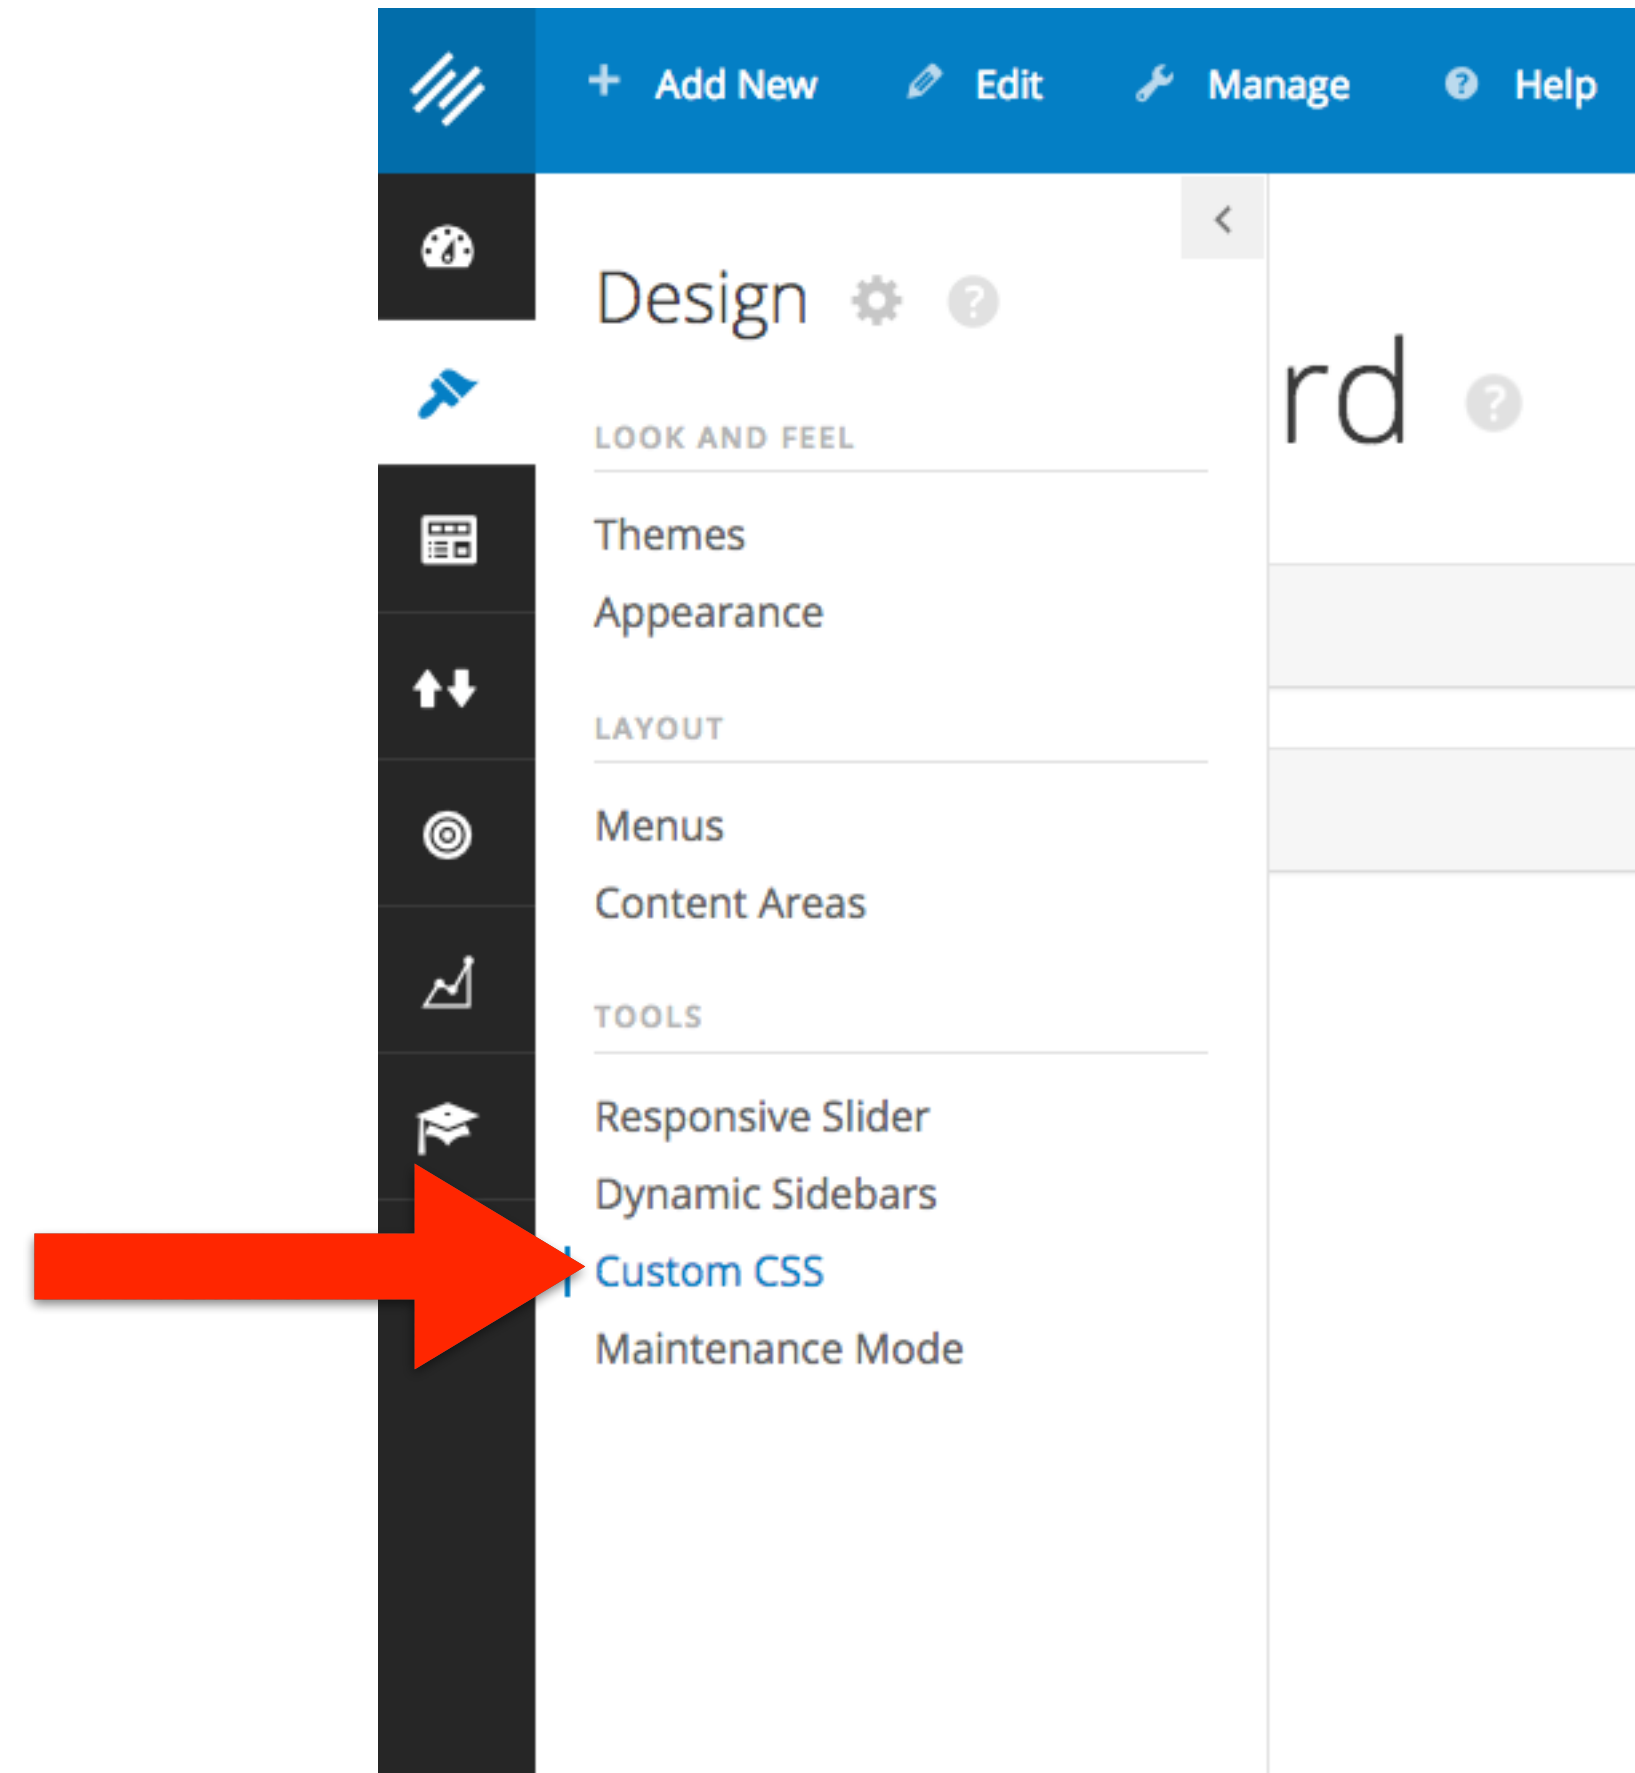 Add New Edit Manage Help
Design
rd
LOOK AND FEEL
Themes
Appearance
LAYOUT
Menus
Content Areas
TOOLS
Responsive Slider
Dynamic Sidebars
Custom CSS
Maintenance Mode